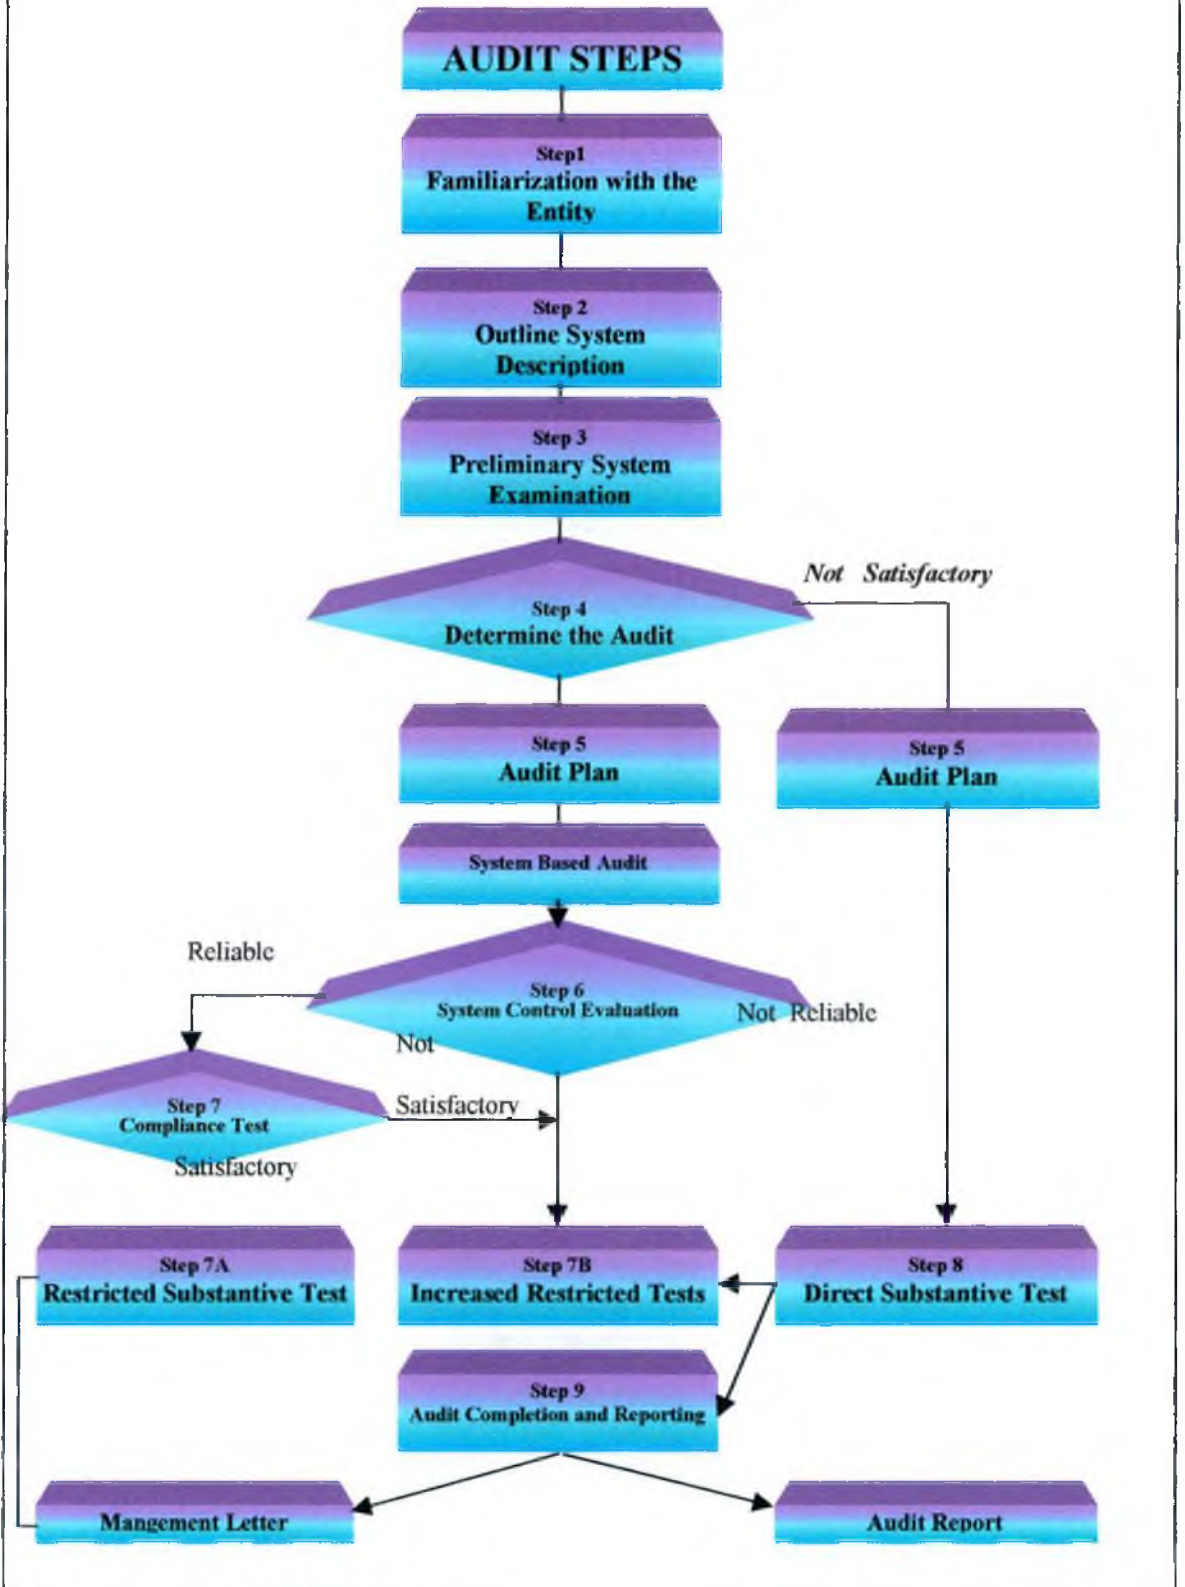 AUDIT STEPS
Step1
Familiarization with the
Entity
Step 2
Outline System
Description
Step 3
Preliminary System
Examination
Not Satisfactory
Step 4
Determine the Audit
Step 5
Audit Plan
Step 5
Audit Plan
System Based Audit
Reliable
Step 6
System Control Evaluation
Not Reliable
Not
Step 7
Compliance Test
Satisfactory
Satisfactory
Step 7A
Restricted Substantive Test
Step 7B
Increased Restricted Tests
Step 8
Direct Substantive Test
Step 9
Audit Completion and Reporting
Mangement Letter
Audit Report